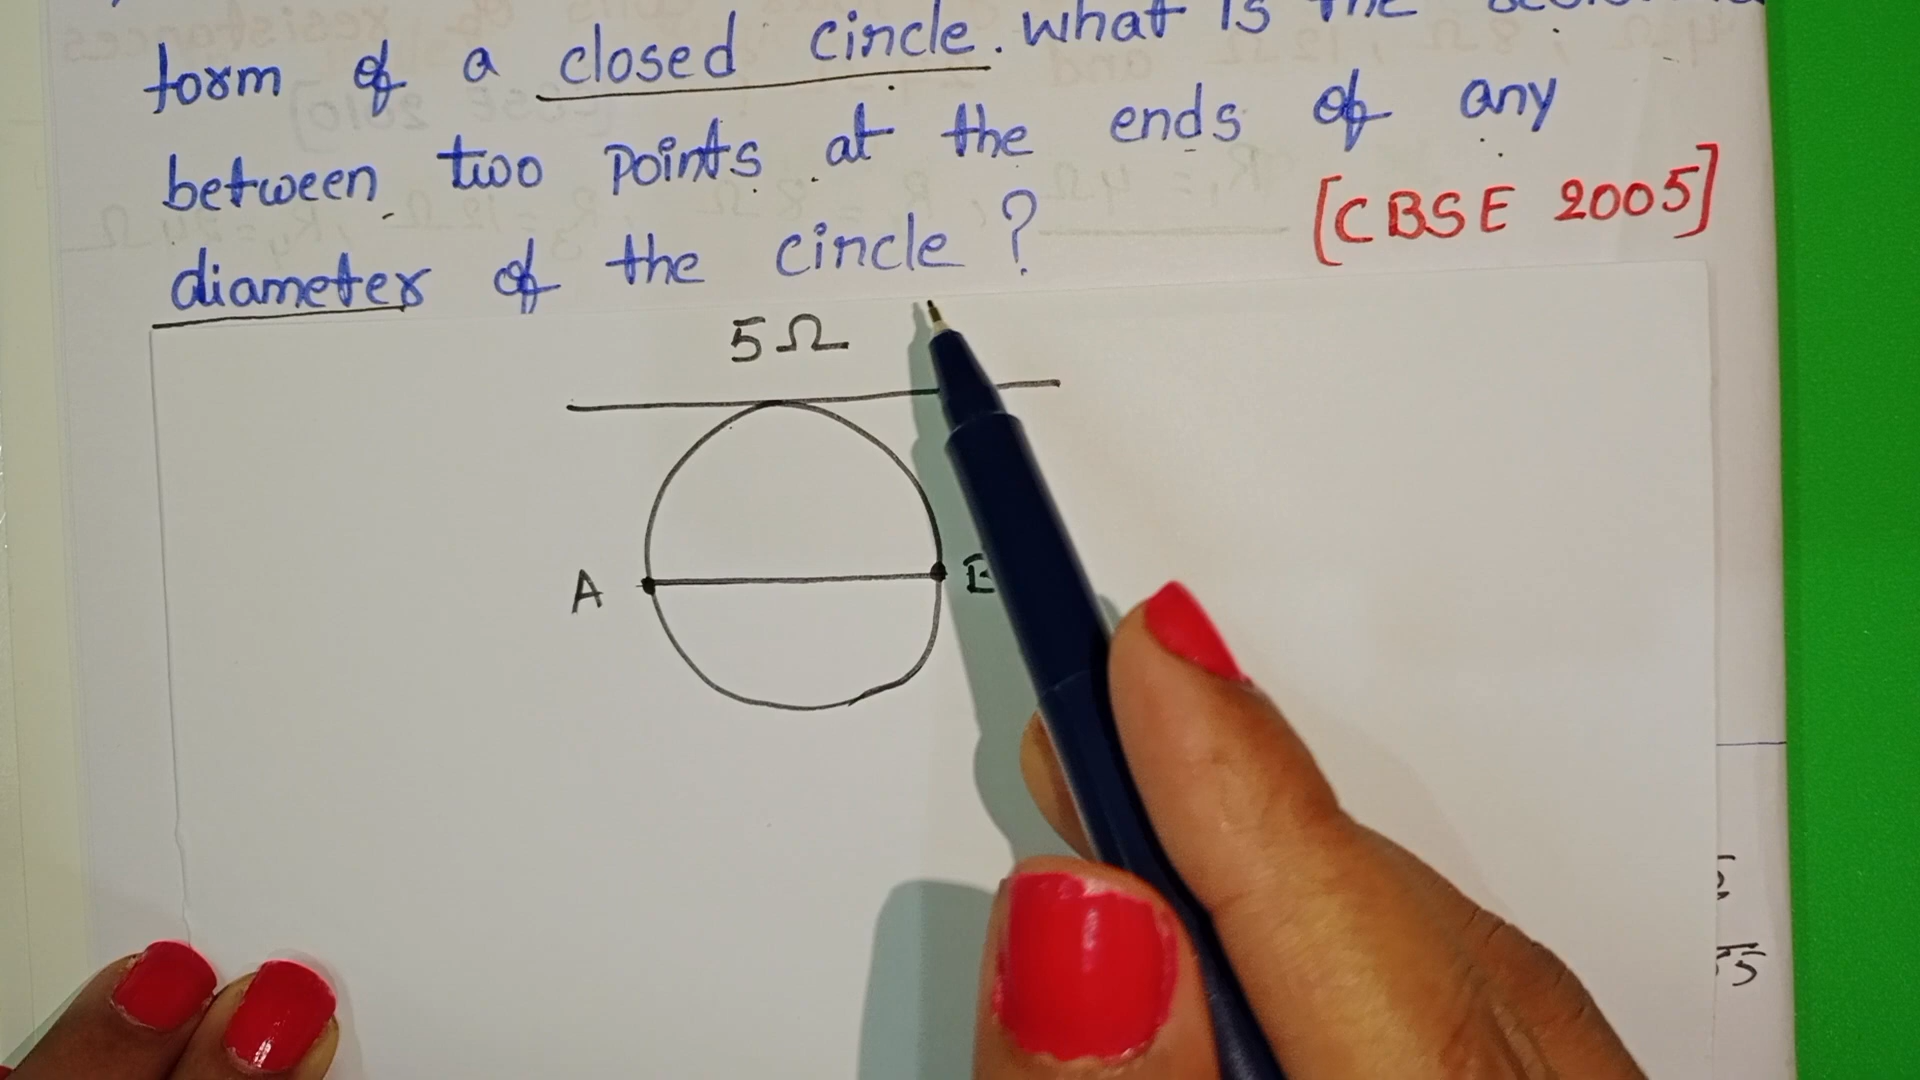 form of a closed circle. what is the
between two points at the ends of any
diameter of the circle ? [CBSE 2005]
5Ω
A B